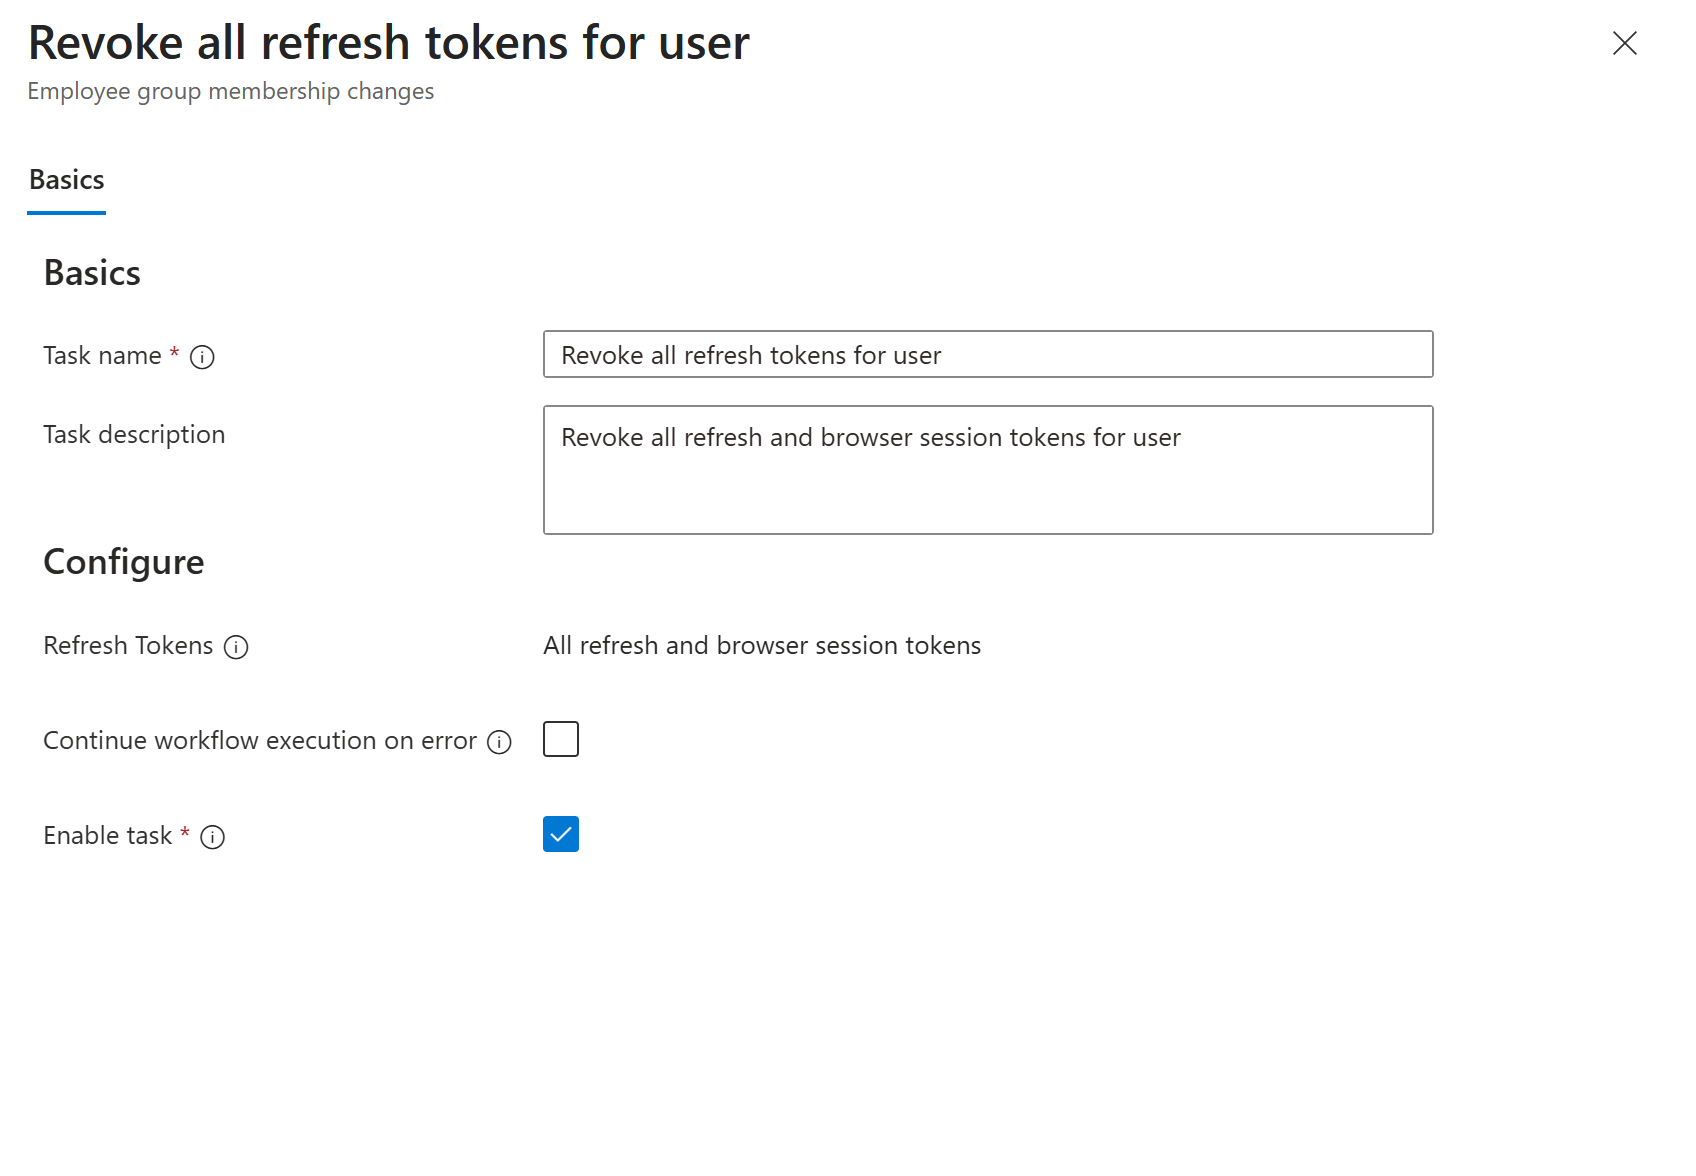 Revoke all refresh tokens for user
Employee group membership changes
Basics
Basics
Task name *
Revoke all refresh tokens for user
Task description
Revoke all refresh and browser session tokens for user
Configure
Refresh Tokens
All refresh and browser session tokens
Continue workflow execution on error
Enable task *